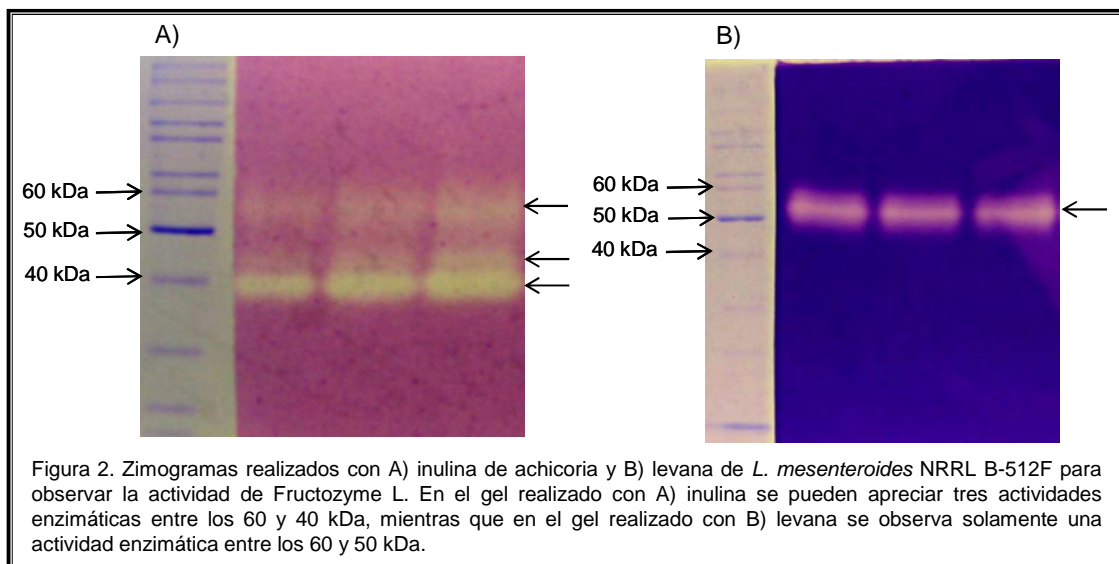 A)
B)
60 kDa
50 kDa
40 kDa
60 kDa
50 kDa
40 kDa
Figura 2. Zimogramas realizados con A) inulina de achicoria y B) levana de L. mesenteroides NRRL B-512F para
observar la actividad de Fructozyme L. En el gel realizado con A) inulina se pueden apreciar tres actividades
enzimáticas entre los 60 y 40 kDa, mientras que en el gel realizado con B) levana se observa solamente una
actividad enzimática entre los 60 y 50 kDa.